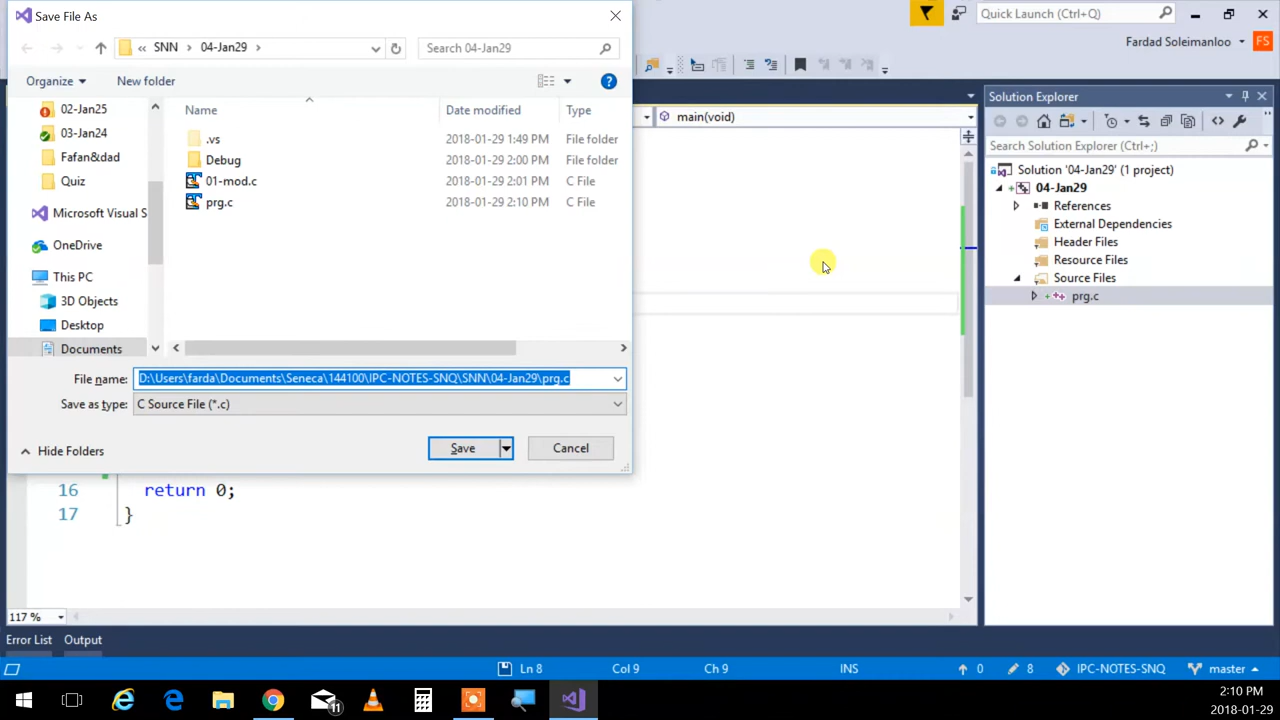 Save File As
Quick Launch (Ctrl+Q)
Fardad Soleimanloo
FS
« SNN › 04-Jan29 ›
Search 04-Jan29
Organize
New folder
02-Jan25
03-Jan24
Fafan&dad
Quiz
Microsoft Visual S
OneDrive
This PC
3D Objects
Desktop
Documents
Name Date modified Type
.vs 2018-01-29 1:49 PM File folder
Debug 2018-01-29 2:00 PM File folder
01-mod.c 2018-01-29 2:01 PM C File
prg.c 2018-01-29 2:10 PM C File
File name: D:\Users\farda\Documents\Seneca\144100\IPC-NOTES-SNQ\SNN\04-Jan29\prg.c
Save as type: C Source File (*.c)
Hide Folders
Save
Cancel
main(void)
16 return 0;
17 }
117 %
Solution Explorer
Search Solution Explorer (Ctrl+;)
Solution '04-Jan29' (1 project)
04-Jan29
References
External Dependencies
Header Files
Resource Files
Source Files
prg.c
Error List Output
Ln 8 Col 9 Ch 9 INS 0 8 IPC-NOTES-SNQ master
11
2:10 PM
2018-01-29